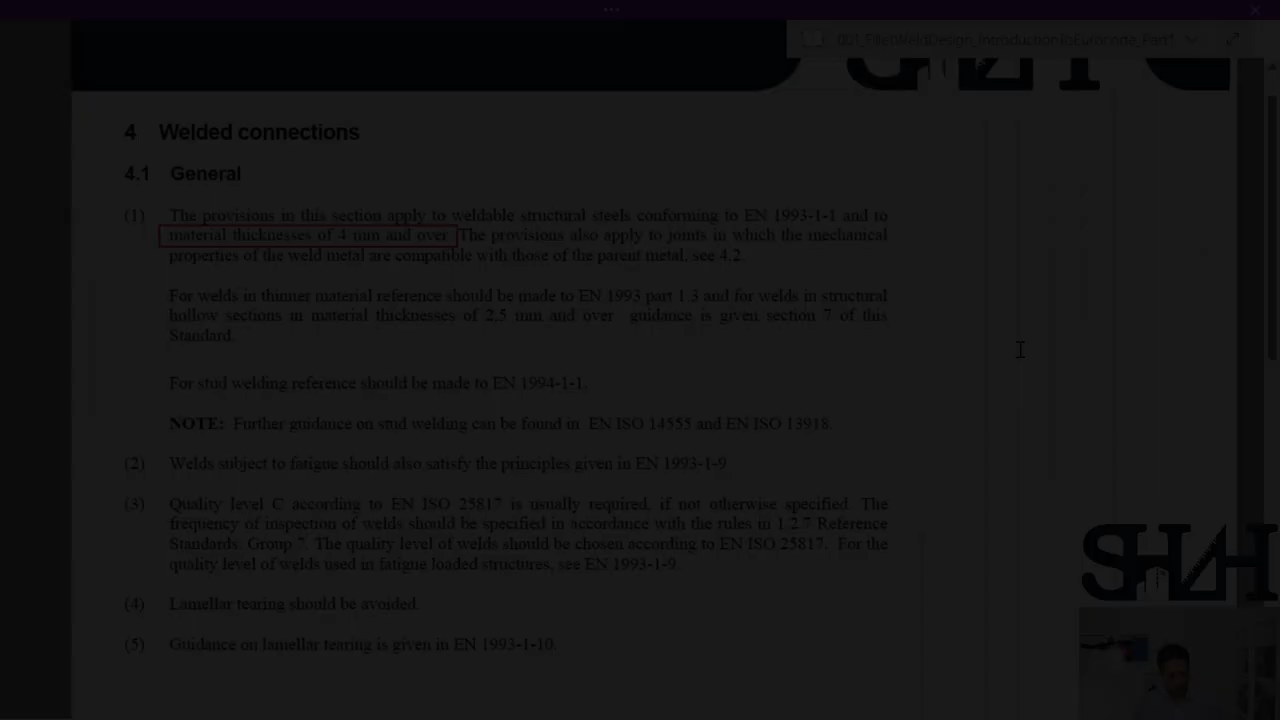 001_FilletWeldDesign_IntroductionToEurocode_Part1
4 Welded connections
4.1 General
(1) The provisions in this section apply to weldable structural steels conforming to EN 1993-1-1 and to
material thicknesses of 4 mm and over. The provisions also apply to joints in which the mechanical
properties of the weld metal are compatible with those of the parent metal, see 4.2.
For welds in thinner material reference should be made to EN 1993 part 1.3 and for welds in structural
hollow sections in material thicknesses of 2,5 mm and over guidance is given section 7 of this
Standard.
For stud welding reference should be made to EN 1994-1-1.
NOTE: Further guidance on stud welding can be found in EN ISO 14555 and EN ISO 13918.
(2) Welds subject to fatigue should also satisfy the principles given in EN 1993-1-9.
(3) Quality level C according to EN ISO 25817 is usually required, if not otherwise specified. The
frequency of inspection of welds should be specified in accordance with the rules in 1.2.7 Reference
Standards: Group 7. The quality level of welds should be chosen according to EN ISO 25817. For the
quality level of welds used in fatigue loaded structures, see EN 1993-1-9.
(4) Lamellar tearing should be avoided.
(5) Guidance on lamellar tearing is given in EN 1993-1-10.